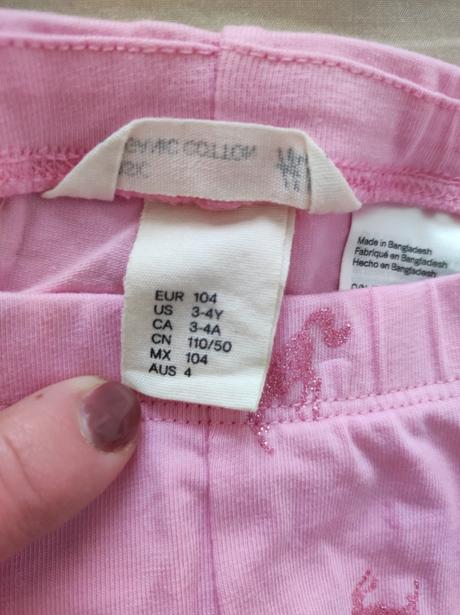 COTTON
EUR 104
US 3-4Y
CA 3-4A
CN 110/50
MX 104
AUS 4
Made in Bangladesh
Fabriqué en Bangladesh
Hecho en Bangladesh